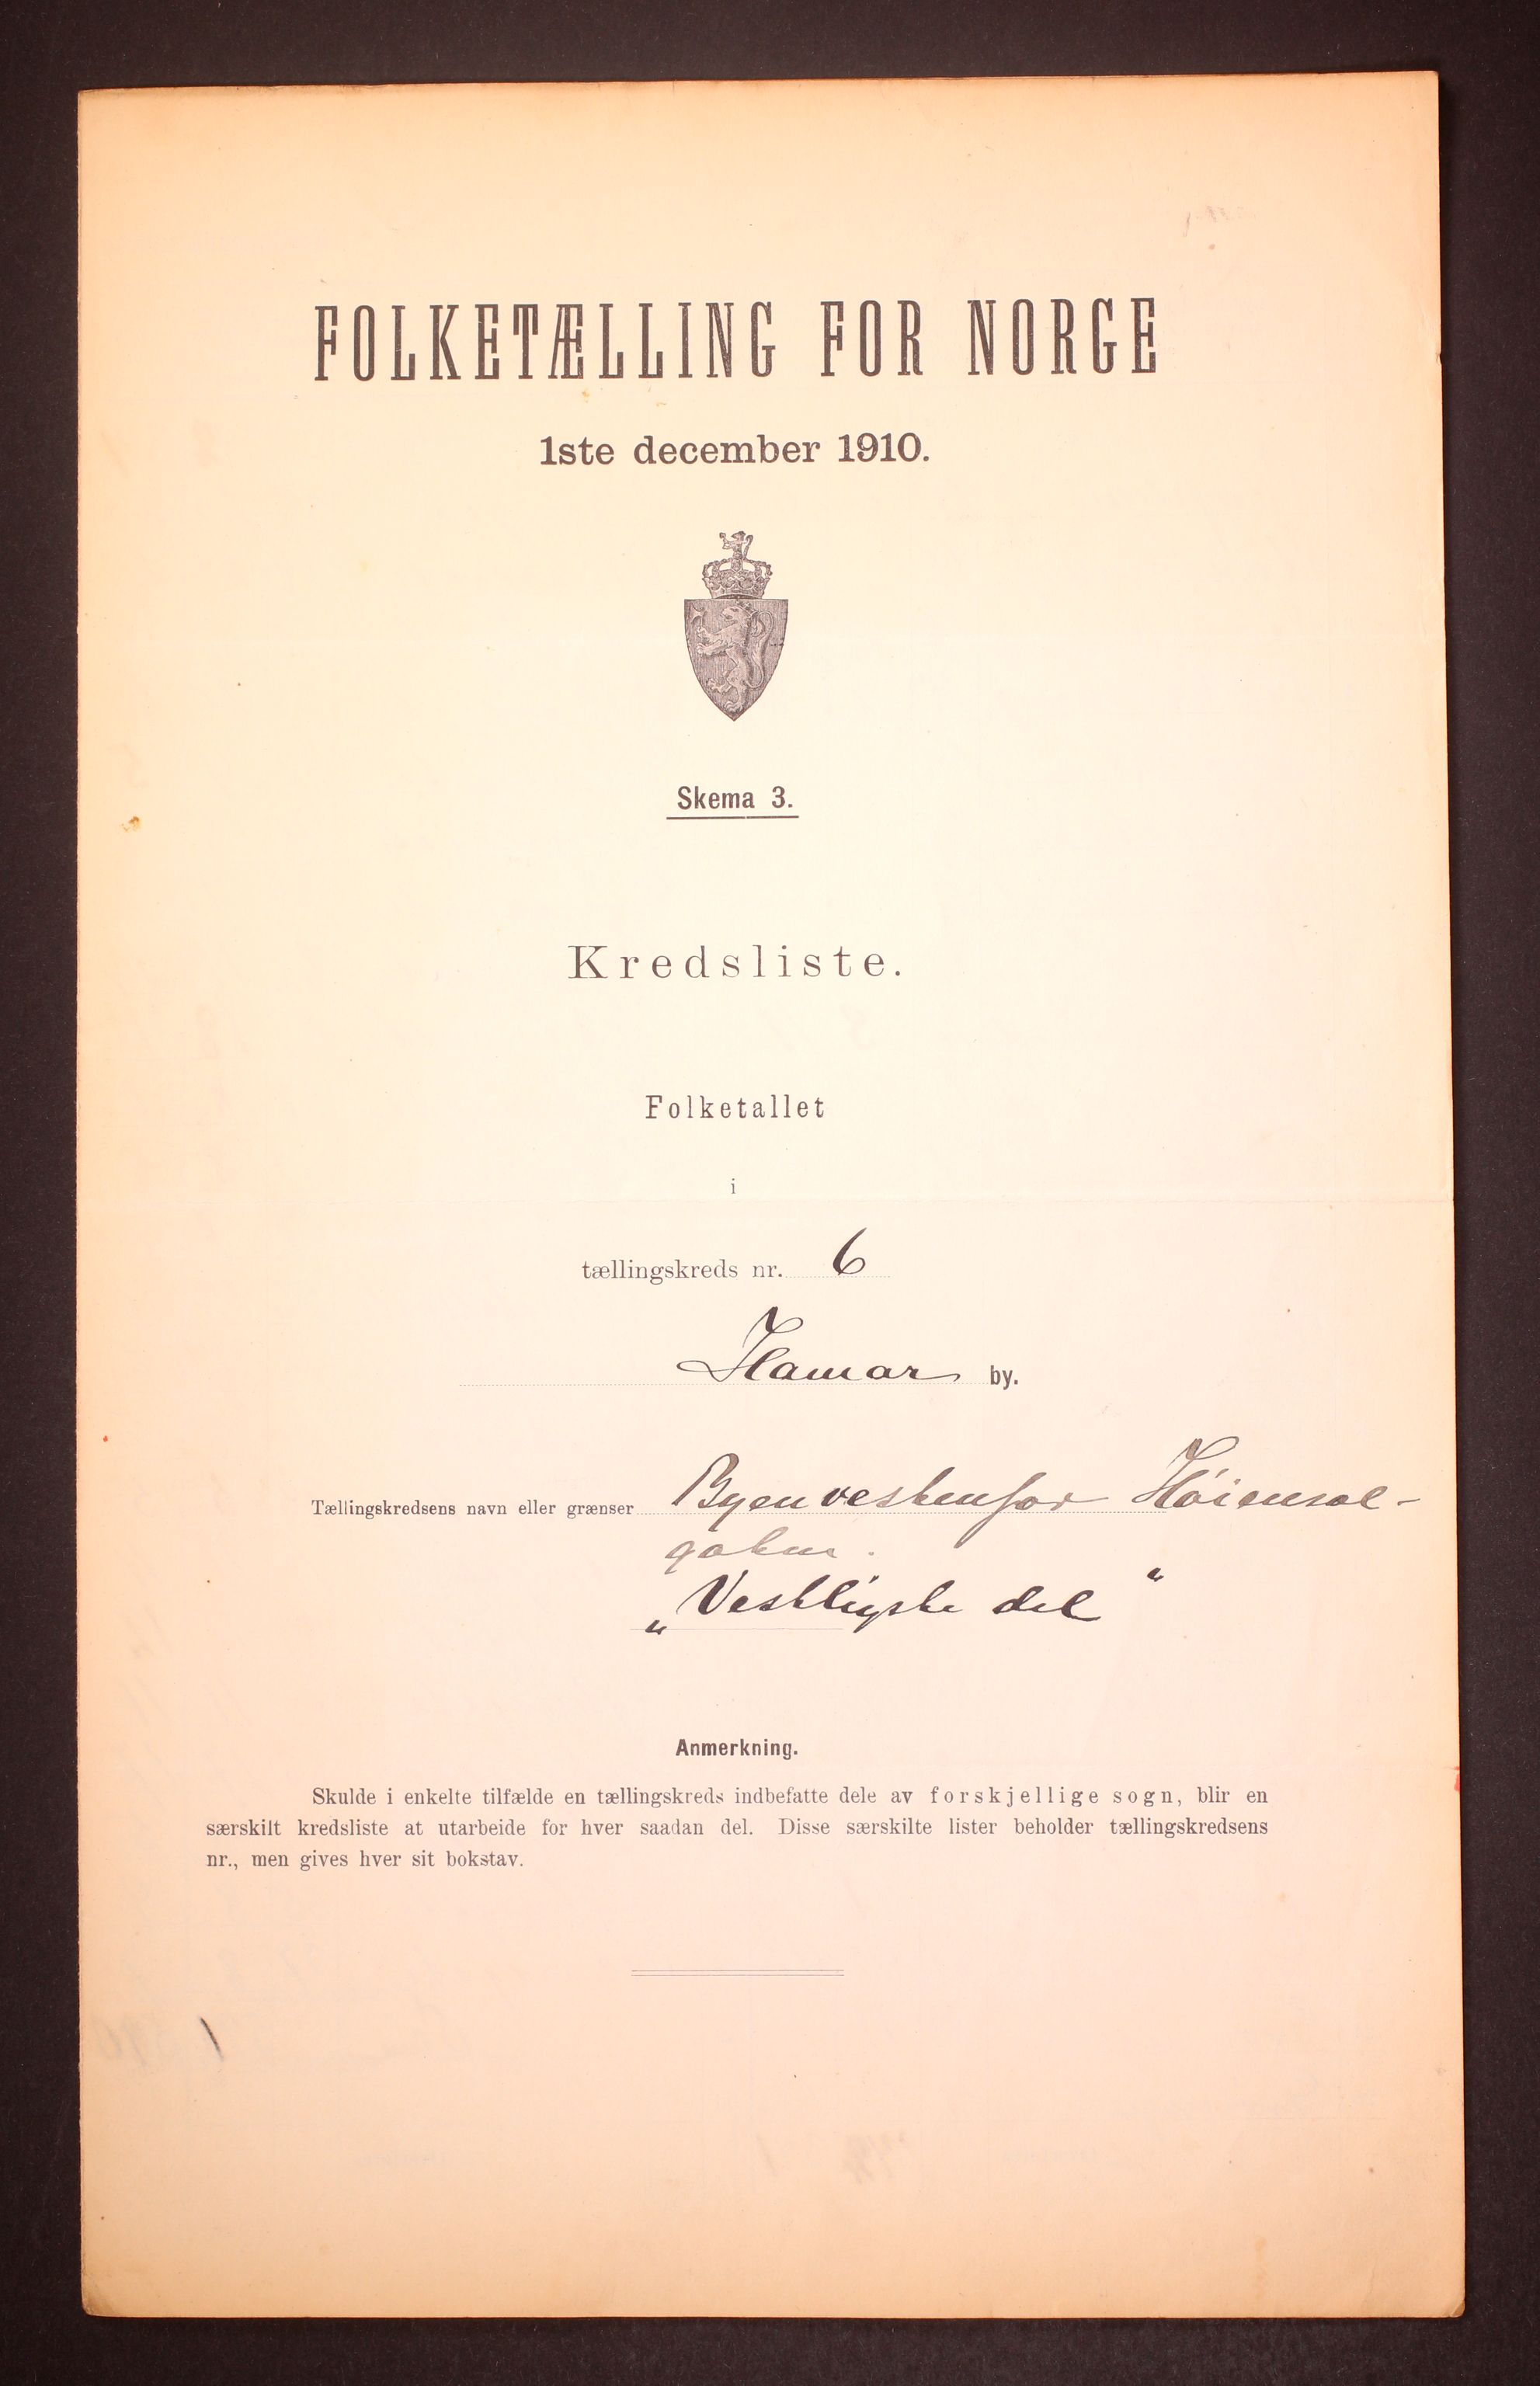 FOLKETÆLLING FOR NORGE
1ste december 1910.
Skema 3.
Kredsliste.
Folketallet
i
tællingskreds nr. 6
Hamar by.
Tællingskredsens navn eller grænser Byen vestenfor Høiensal-
gaten.
„Vestligste del"
Anmerkning.
Skulde i enkelte tilfælde en tællingskreds indbefatte dele av forskjellige sogn, blir en
særskilt kredsliste at utarbeide for hver saadan del. Disse særskilte lister beholder tællingskredsens
nr., men gives hver sit bokstav.